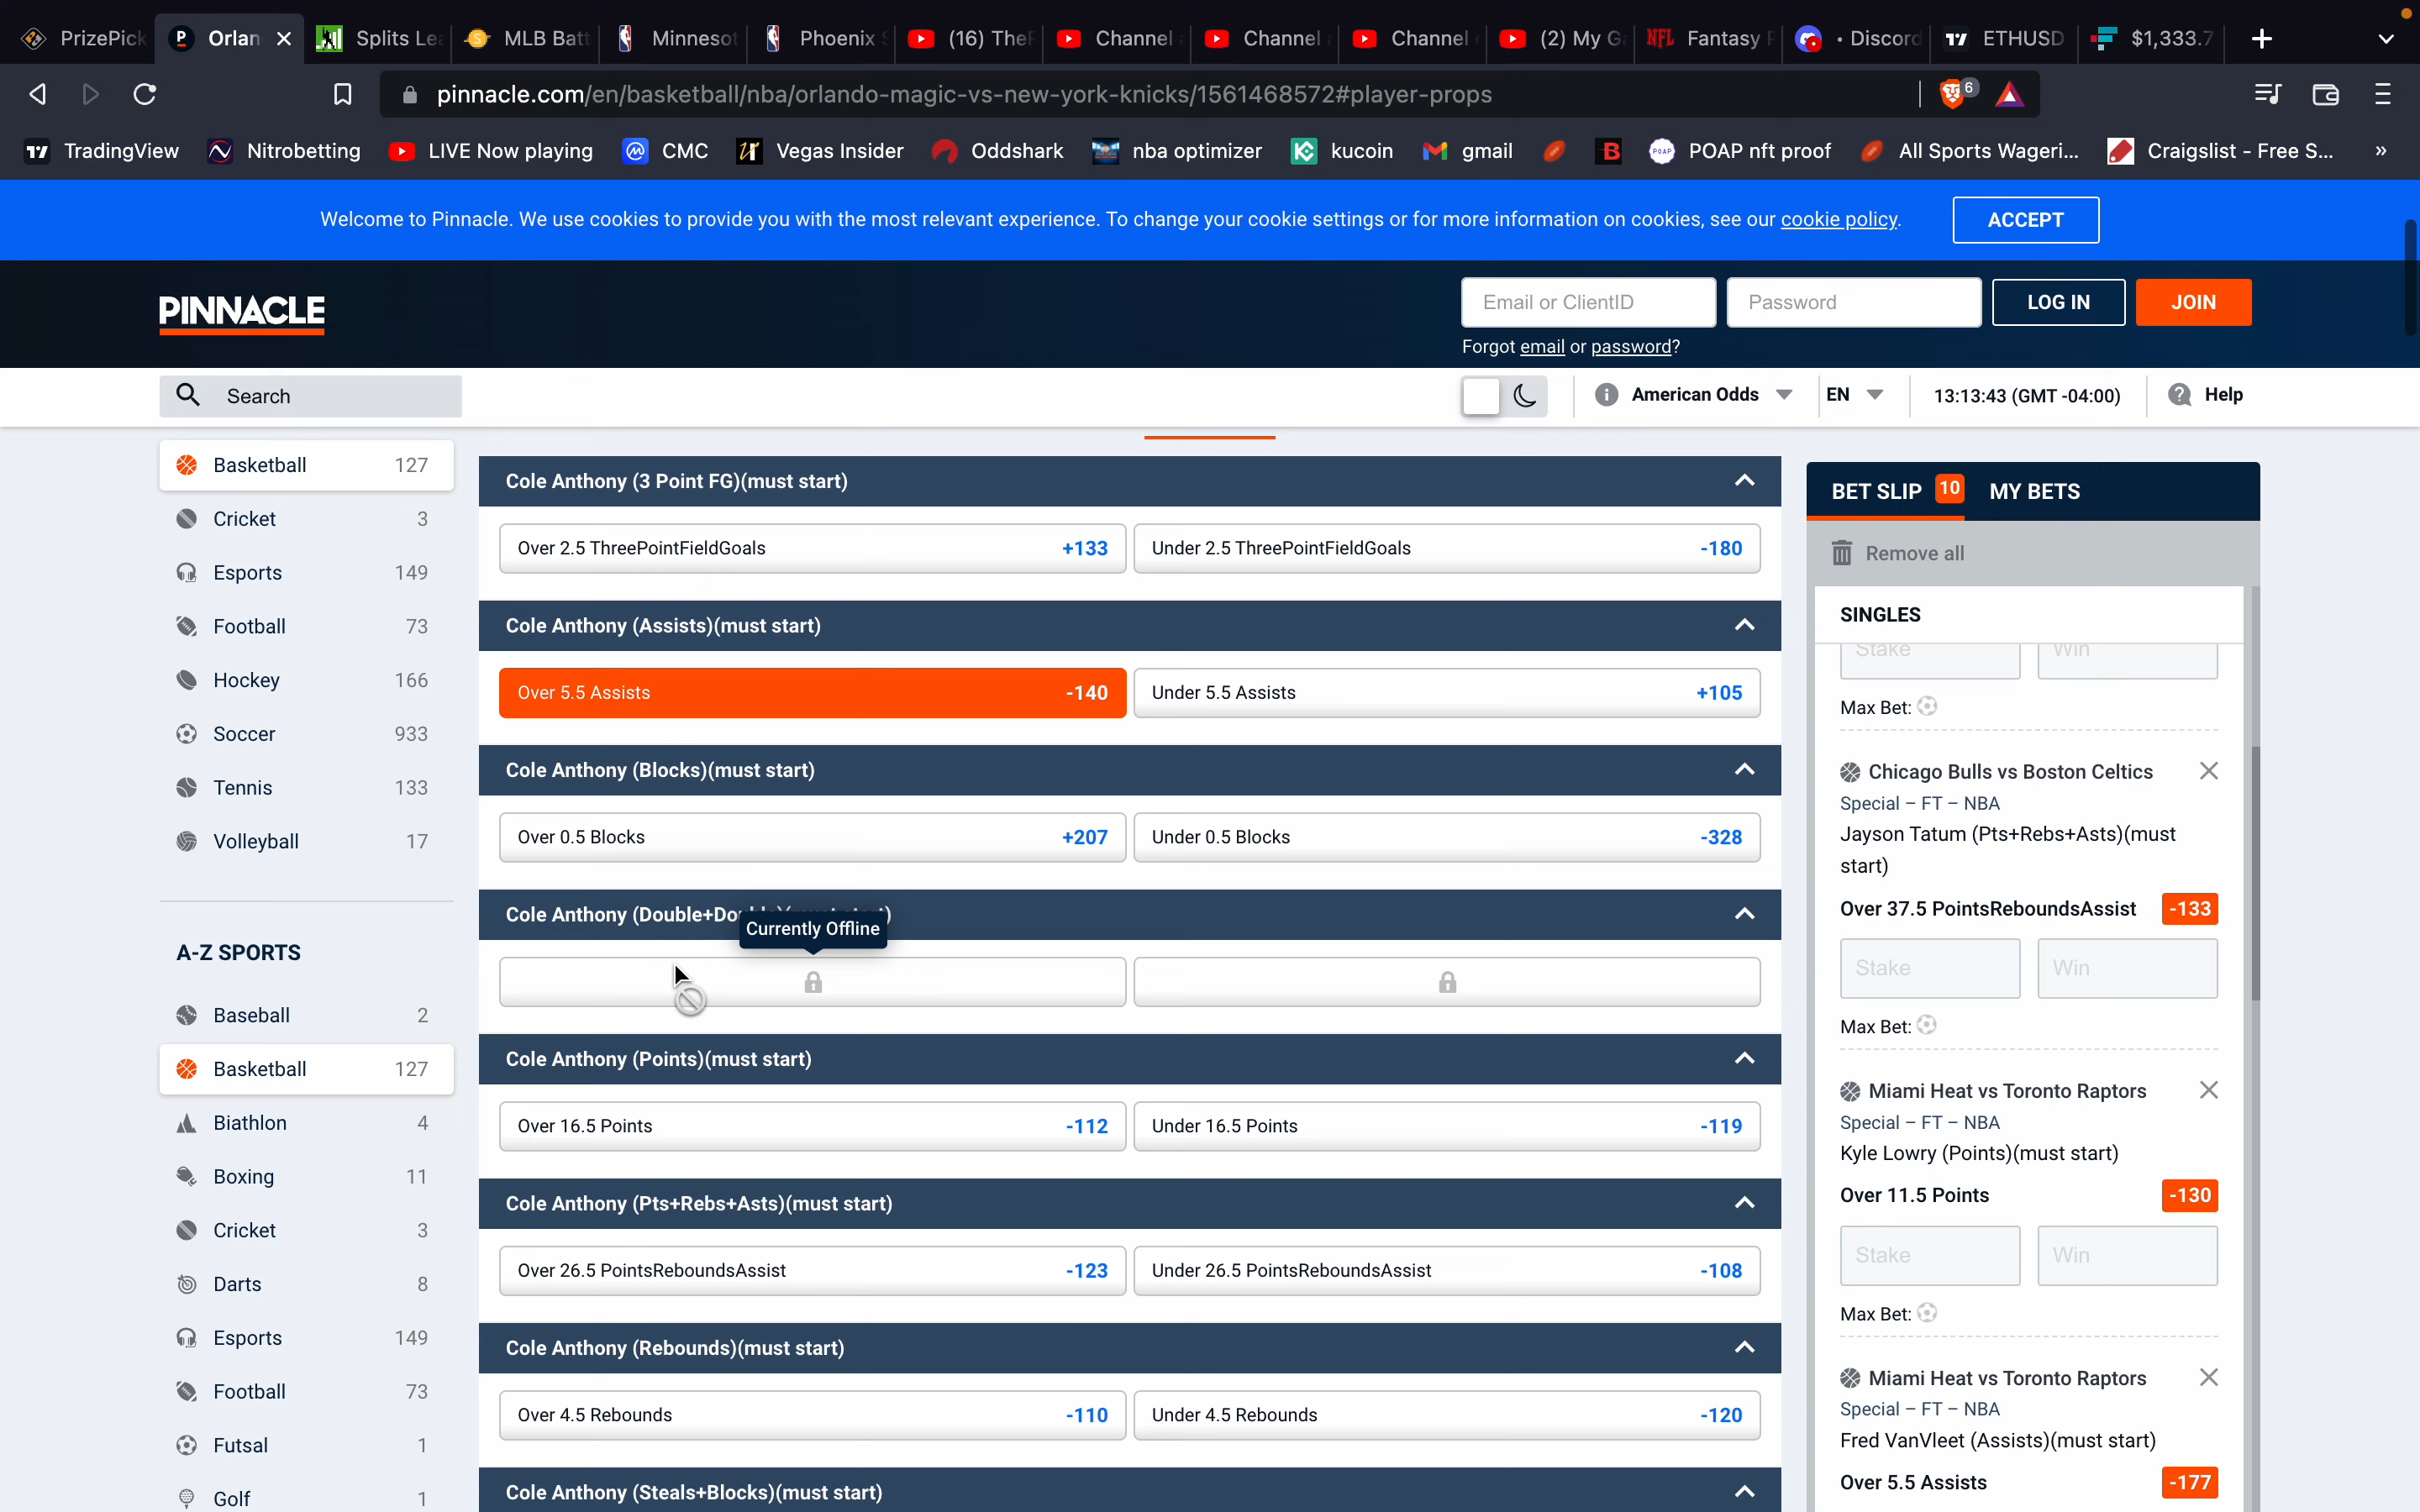 PrizePick
Orlan
Splits Le
MLB Batt
Minnesot
Phoenix S
(16) TheF
Channel
Channel
Channel
(2) My G
NFL Fantasy F
• Discord
ETHUSD
$1,333.7
pinnacle.com/en/basketball/nba/orlando-magic-vs-new-york-knicks/1561468572#player-props
6
TradingView
Nitrobetting
LIVE Now playing
CMC
Vegas Insider
Oddshark
nba optimizer
kucoin
gmail
B
POAP nft proof
All Sports Wageri...
Craigslist - Free S...
»
Welcome to Pinnacle. We use cookies to provide you with the most relevant experience. To change your cookie settings or for more information on cookies, see our cookie policy.
ACCEPT
PINNACLE
Email or ClientID
Password
LOG IN
JOIN
Forgot email or password?
Search
American Odds
EN
13:13:43 (GMT -04:00)
Help
Basketball 127
Cricket 3
Esports 149
Football 73
Hockey 166
Soccer 933
Tennis 133
Volleyball 17
A-Z SPORTS
Baseball 2
Basketball 127
Biathlon 4
Boxing 11
Cricket 3
Darts 8
Esports 149
Football 73
Futsal 1
Golf 1
Cole Anthony (3 Point FG)(must start)
Over 2.5 ThreePointFieldGoals +133
Under 2.5 ThreePointFieldGoals -180
Cole Anthony (Assists)(must start)
Over 5.5 Assists -140
Under 5.5 Assists +105
Cole Anthony (Blocks)(must start)
Over 0.5 Blocks +207
Under 0.5 Blocks -328
Cole Anthony (Double+Do
Currently Offline
Cole Anthony (Points)(must start)
Over 16.5 Points -112
Under 16.5 Points -119
Cole Anthony (Pts+Rebs+Asts)(must start)
Over 26.5 PointsReboundsAssist -123
Under 26.5 PointsReboundsAssist -108
Cole Anthony (Rebounds)(must start)
Over 4.5 Rebounds -110
Under 4.5 Rebounds -120
Cole Anthony (Steals+Blocks)(must start)
BET SLIP 10 MY BETS
Remove all
SINGLES
Stake Win
Max Bet:
Chicago Bulls vs Boston Celtics
Special – FT – NBA
Jayson Tatum (Pts+Rebs+Asts)(must
start)
Over 37.5 PointsReboundsAssist -133
Stake Win
Max Bet:
Miami Heat vs Toronto Raptors
Special – FT – NBA
Kyle Lowry (Points)(must start)
Over 11.5 Points -130
Stake Win
Max Bet:
Miami Heat vs Toronto Raptors
Special – FT – NBA
Fred VanVleet (Assists)(must start)
Over 5.5 Assists -177